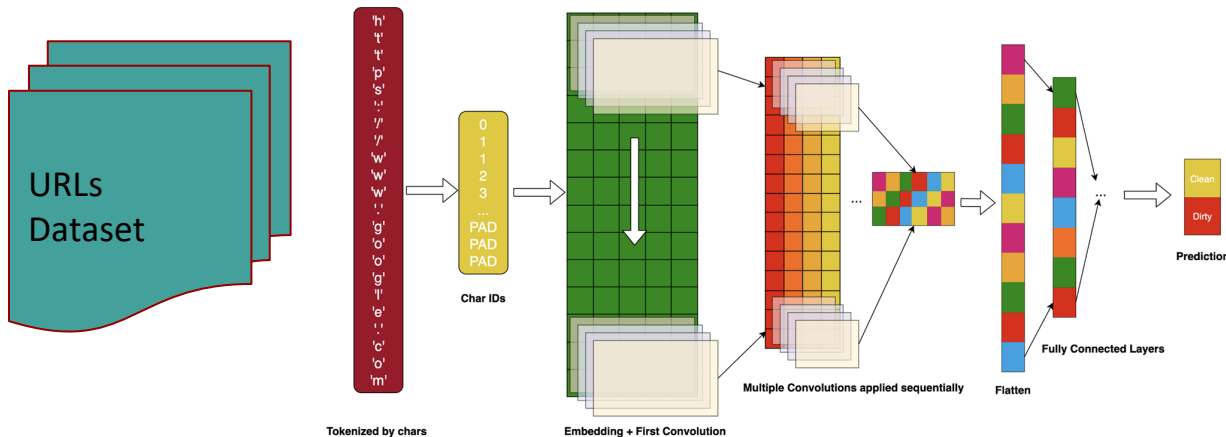 URLs
Dataset
'h'
't'
't'
'p'
's'
':'
'/'
'/'
'w'
'w'
'w'
'.'
'g'
'o'
'o'
'g'
'l'
'e'
'.'
'c'
'o'
'm'
Tokenized by chars
0
1
1
2
3
...
PAD
PAD
PAD
Char IDs
Embedding + First Convolution
...
Multiple Convolutions applied sequentially
Flatten
...
Fully Connected Layers
Clean
Dirty
Prediction